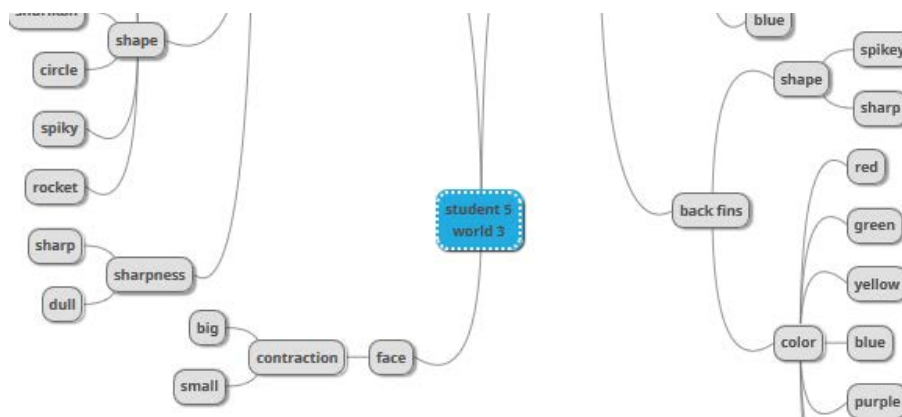 blue
shape
spikey
shape
circle
sharp
spiky
red
rocket
student 5
world 3
back fins
green
sharp
sharpness
yellow
dull
big
contraction
face
color
blue
small
purple